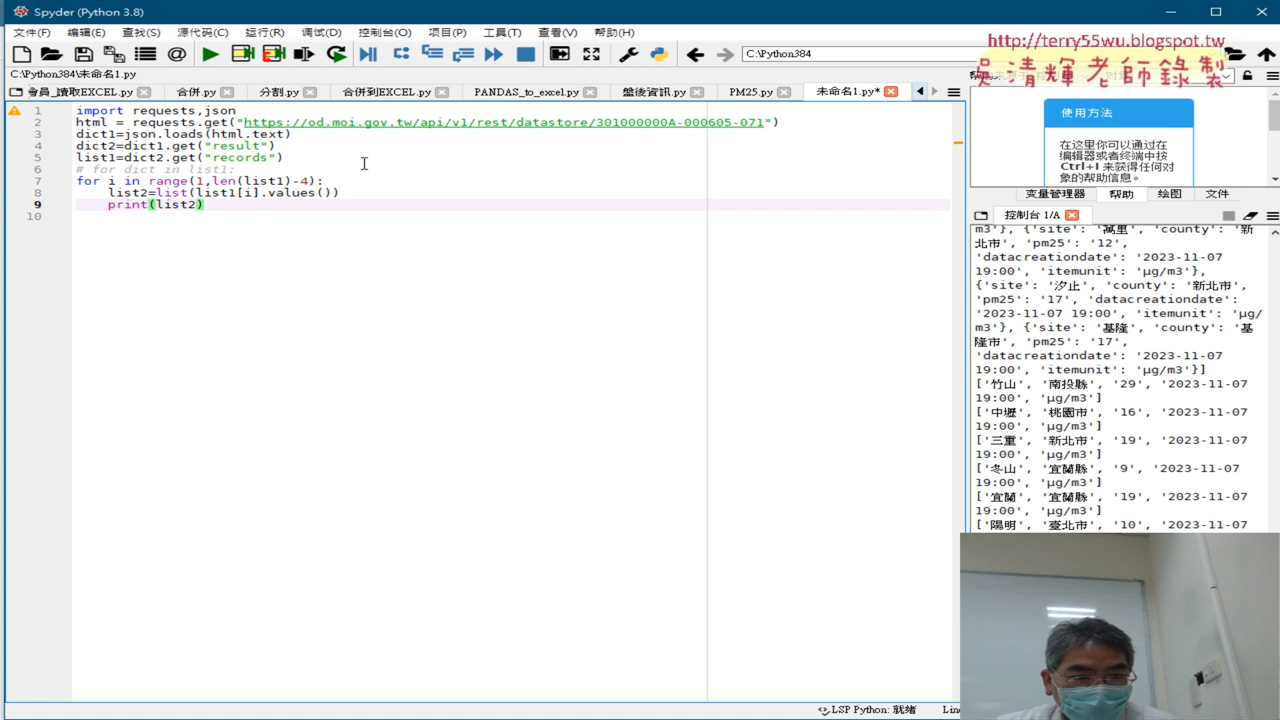 Spyder (Python 3.8)
文件(F) 编辑(E) 查找(S) 源代码(C) 运行(R) 调试(D) 控制台(O) 项目(P) 工具(T) 查看(V) 帮助(H)
http://terry55wu.blogspot.tw
C:\Python384
吳清輝老師錄製
C:\Python384\未命名1.py
會員_讀取EXCEL.py 合併.py 分割.py 合併到EXCEL.py PANDAS_to_excel.py 盤後資訊.py PM25.py 未命名1.py*
1 import requests,json
2 html = requests.get("https://od.moi.gov.tw/api/v1/rest/datastore/301000000A-000605-071")
3 dict1=json.loads(html.text)
4 dict2=dict1.get("result")
5 list1=dict2.get("records")
6 # for dict in list1:
7 for i in range(1,len(list1)-4):
8 list2=list(list1[i].values())
9 print(list2)
10
使用方法
在这里你可以通过在
编辑器或者终端中按
Ctrl+I 来获得任何对
象的帮助信息。
变量管理器 帮助 绘图 文件
控制台 1/A
m3'}, {'site': '萬里', 'county': '新
北市', 'pm25': '12',
'datacreationdate': '2023-11-07
19:00', 'itemunit': 'μg/m3'},
{'site': '汐止', 'county': '新北市',
'pm25': '17', 'datacreationdate':
'2023-11-07 19:00', 'itemunit': 'μg/
m3'}, {'site': '基隆', 'county': '基
隆市', 'pm25': '17',
'datacreationdate': '2023-11-07
19:00', 'itemunit': 'μg/m3'}]
['竹山', '南投縣', '29', '2023-11-07
19:00', 'μg/m3']
['中壢', '桃園市', '16', '2023-11-07
19:00', 'μg/m3']
['三重', '新北市', '19', '2023-11-07
19:00', 'μg/m3']
['冬山', '宜蘭縣', '9', '2023-11-07
19:00', 'μg/m3']
['宜蘭', '宜蘭縣', '19', '2023-11-07
19:00', 'μg/m3']
['陽明', '臺北市', '10', '2023-11-07
LSP Python: 就绪